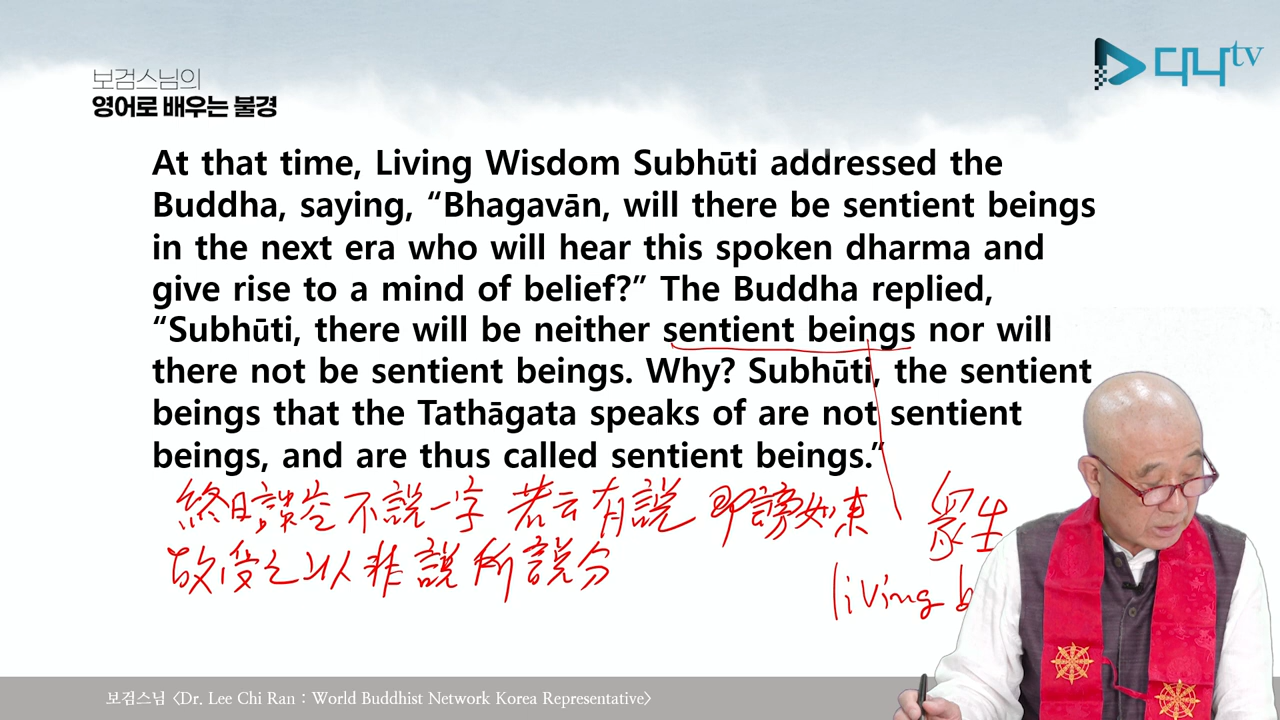 보검스님의
영어로 배우는 불경
다나tv
At that time, Living Wisdom Subhūti addressed the
Buddha, saying, “Bhagavān, will there be sentient beings
in the next era who will hear this spoken dharma and
give rise to a mind of belief?” The Buddha replied,
“Subhūti, there will be neither sentient beings nor will
there not be sentient beings. Why? Subhūti, the sentient
beings that the Tathāgata speaks of are not sentient
beings, and are thus called sentient beings.”
終日談空 不說一字 若云有說 即謗如來
故受之以非說所說分
眾生
living b
보검스님 <Dr. Lee Chi Ran : World Buddhist Network Korea Representative>